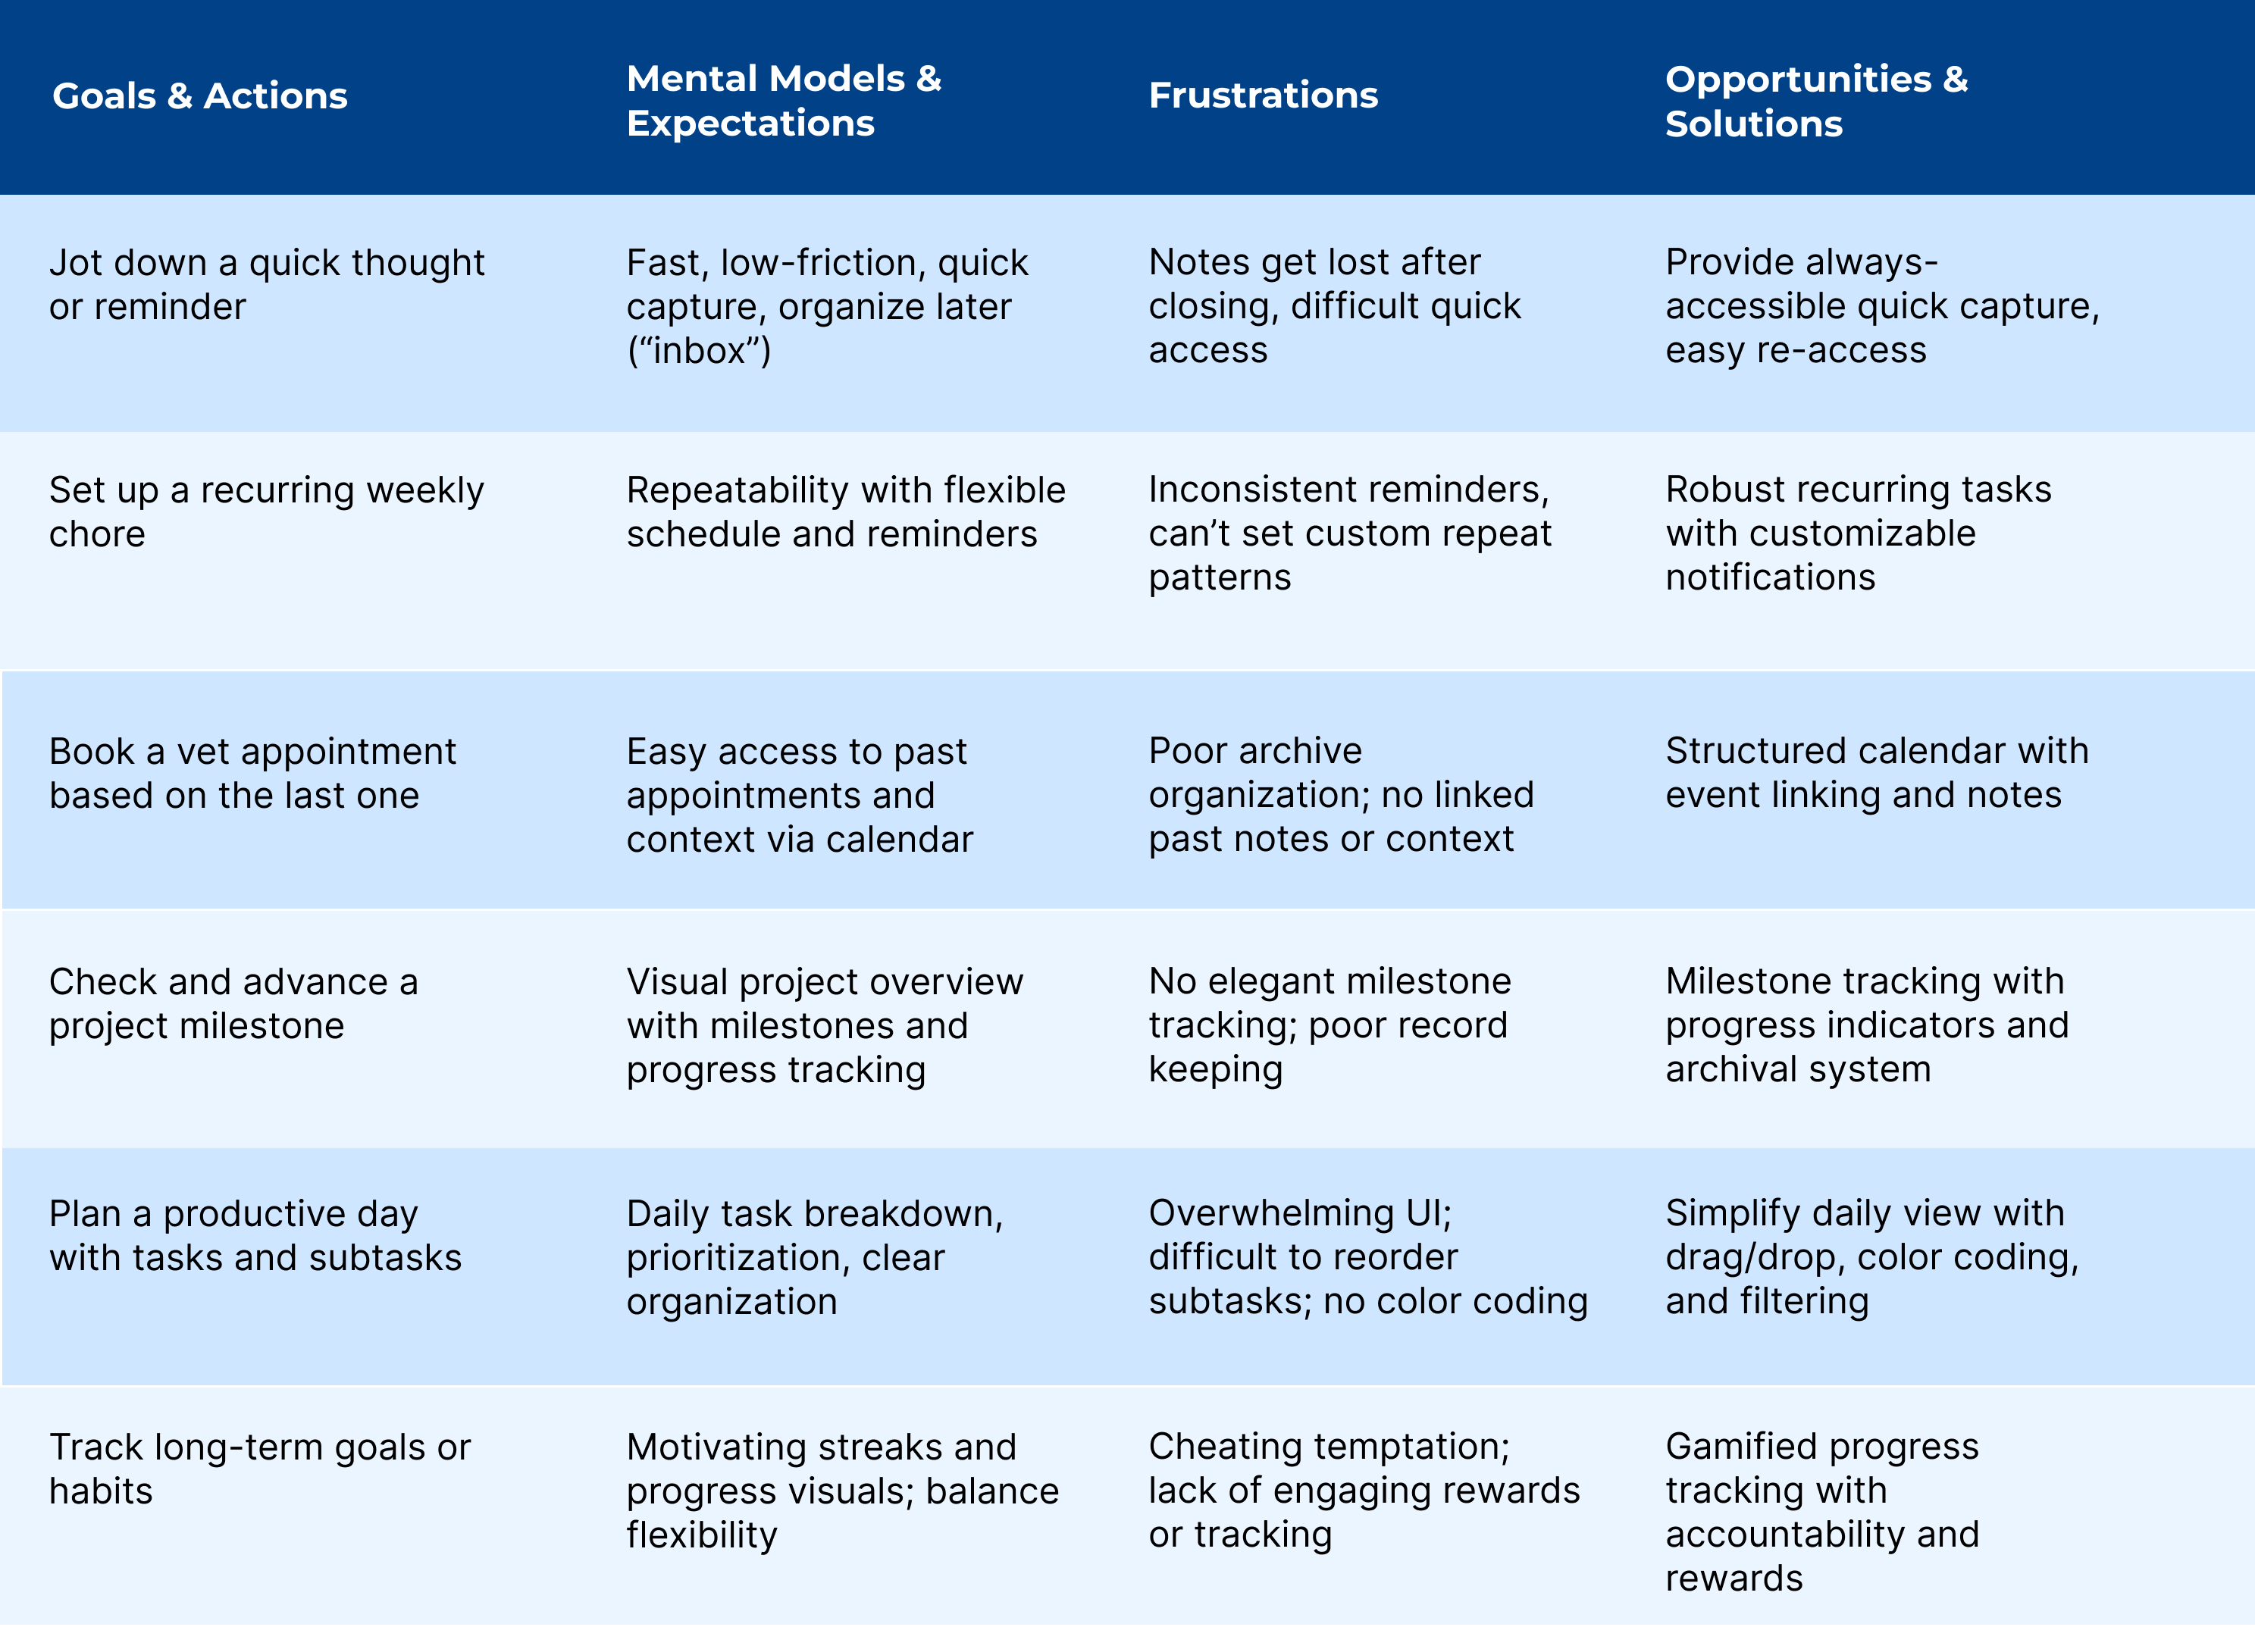 Goals & Actions
Mental Models &
Expectations
Frustrations
Opportunities &
Solutions
Jot down a quick thought
or reminder
Fast, low-friction, quick
capture, organize later
(“inbox”)
Notes get lost after
closing, difficult quick
access
Provide always-
accessible quick capture,
easy re-access
Set up a recurring weekly
chore
Repeatability with flexible
schedule and reminders
Inconsistent reminders,
can’t set custom repeat
patterns
Robust recurring tasks
with customizable
notifications
Book a vet appointment
based on the last one
Easy access to past
appointments and
context via calendar
Poor archive
organization; no linked
past notes or context
Structured calendar with
event linking and notes
Check and advance a
project milestone
Visual project overview
with milestones and
progress tracking
No elegant milestone
tracking; poor record
keeping
Milestone tracking with
progress indicators and
archival system
Plan a productive day
with tasks and subtasks
Daily task breakdown,
prioritization, clear
organization
Overwhelming UI;
difficult to reorder
subtasks; no color coding
Simplify daily view with
drag/drop, color coding,
and filtering
Track long-term goals or
habits
Motivating streaks and
progress visuals; balance
flexibility
Cheating temptation;
lack of engaging rewards
or tracking
Gamified progress
tracking with
accountability and
rewards